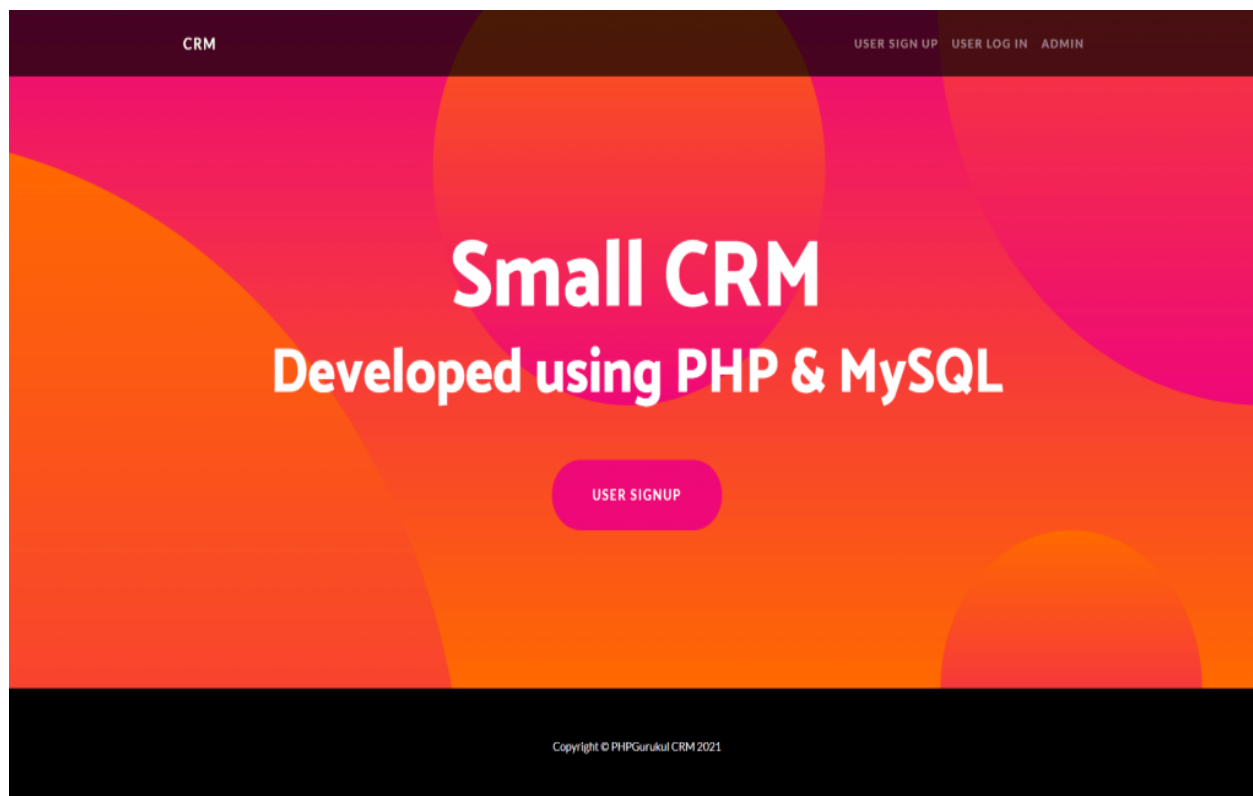 CRM
USER SIGN UP USER LOG IN ADMIN
Small CRM
Developed using PHP & MySQL
USER SIGNUP
Copyright © PHPGurukul CRM 2021